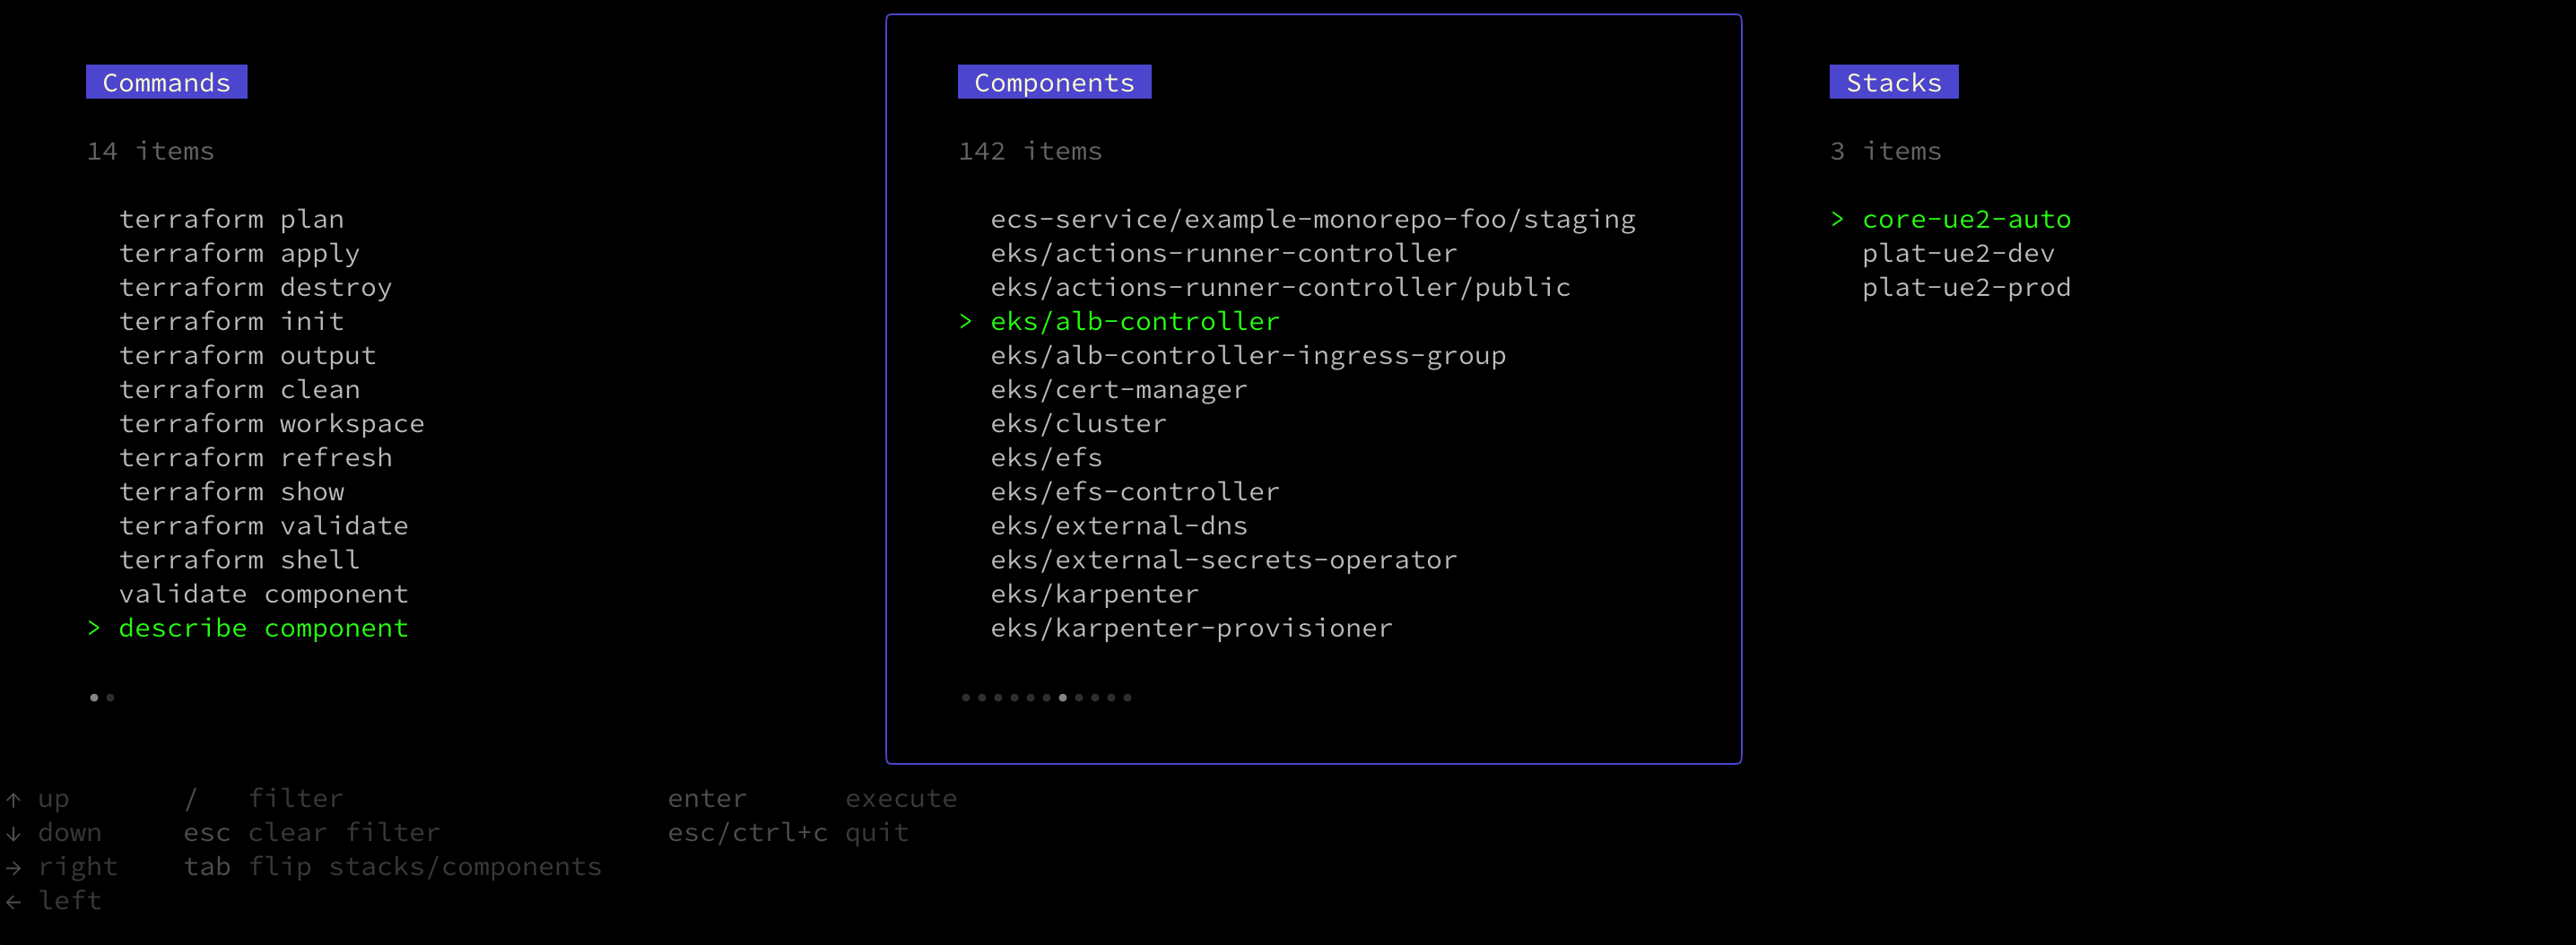 Commands
14 items
terraform plan
terraform apply
terraform destroy
terraform init
terraform output
terraform clean
terraform workspace
terraform refresh
terraform show
terraform validate
terraform shell
validate component
> describe component
Components
142 items
ecs-service/example-monorepo-foo/staging
eks/actions-runner-controller
eks/actions-runner-controller/public
> eks/alb-controller
eks/alb-controller-ingress-group
eks/cert-manager
eks/cluster
eks/efs
eks/efs-controller
eks/external-dns
eks/external-secrets-operator
eks/karpenter
eks/karpenter-provisioner
Stacks
3 items
> core-ue2-auto
plat-ue2-dev
plat-ue2-prod
↑ up / filter enter execute
↓ down esc clear filter esc/ctrl+c quit
→ right tab flip stacks/components
← left